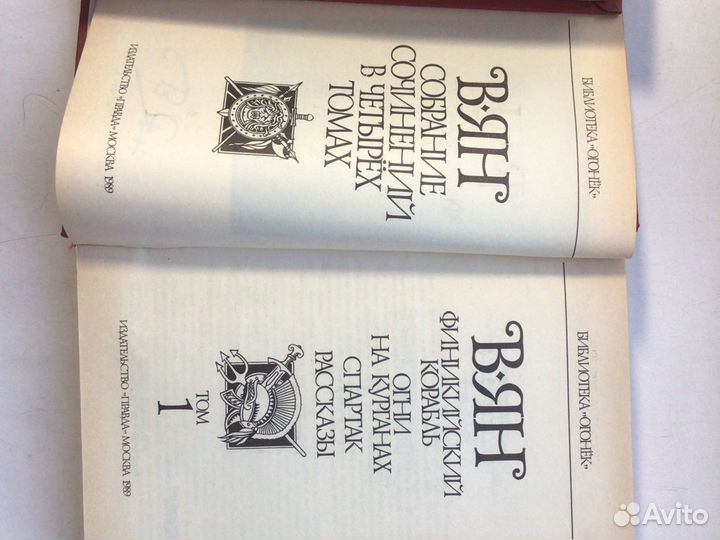 БИБЛИОТЕКА «ОГОНЁК»
В·ЯН
СОБРАНИЕ
СОЧИНЕНИЙ
В ЧЕТЫРЁХ
ТОМАХ
ИЗДАТЕЛЬСТВО «ПРАВДА» МОСКВА 1989
БИБЛИОТЕКА «ОГОНЁК»
В·ЯН
ФИНИКИЙСКИЙ
КОРАБЛЬ
ОГНИ
НА КУРГАНАХ
СПАРТАК
РАССКАЗЫ
ТОМ
1
ИЗДАТЕЛЬСТВО «ПРАВДА» МОСКВА 1989
Avito